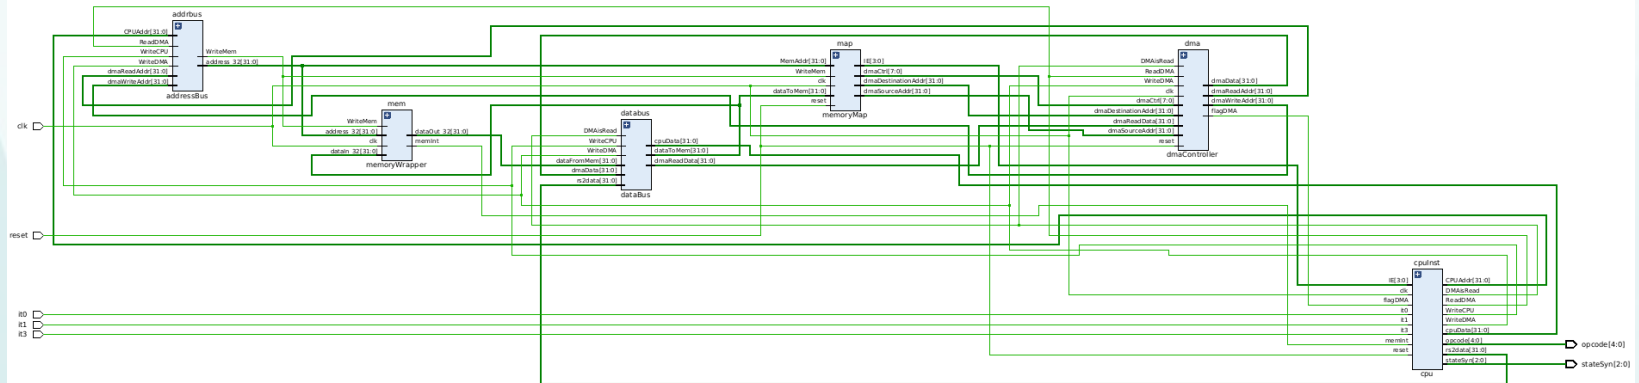 addrbus
CPUAddr[31:0]
ReadDMA
WriteCPU
WriteDMA
dmaReadAddr[31:0]
dmaWriteAddr[31:0]
WriteMem
address_32[31:0]
addressBus
mem
WriteMem
address_32[31:0]
clk
dataIn_32[31:0]
dataOut_32[31:0]
memInt
memoryWrapper
databus
DMAisRead
WriteCPU
WriteDMA
dataFromMem[31:0]
dmaData[31:0]
rs2data[31:0]
cpuData[31:0]
dataToMem[31:0]
dmaReadData[31:0]
dataBus
map
MemAddr[31:0]
WriteMem
clk
dataToMem[31:0]
reset
IE[3:0]
dmaCtrl[7:0]
dmaDestinationAddr[31:0]
dmaSourceAddr[31:0]
memoryMap
dma
DMAisRead
ReadDMA
WriteDMA
clk
dmaCtrl[7:0]
dmaDestinationAddr[31:0]
dmaReadData[31:0]
dmaSourceAddr[31:0]
reset
dmaData[31:0]
dmaReadAddr[31:0]
dmaWriteAddr[31:0]
flagDMA
dmaController
clk
reset
it0
it1
it3
cpuInst
IE[3:0]
clk
flagDMA
it0
it1
it3
memInt
reset
CPUAddr[31:0]
DMAisRead
ReadDMA
WriteCPU
WriteDMA
cpuData[31:0]
opcode[4:0]
rs2data[31:0]
stateSyn[2:0]
cpu
opcode[4:0]
stateSyn[2:0]